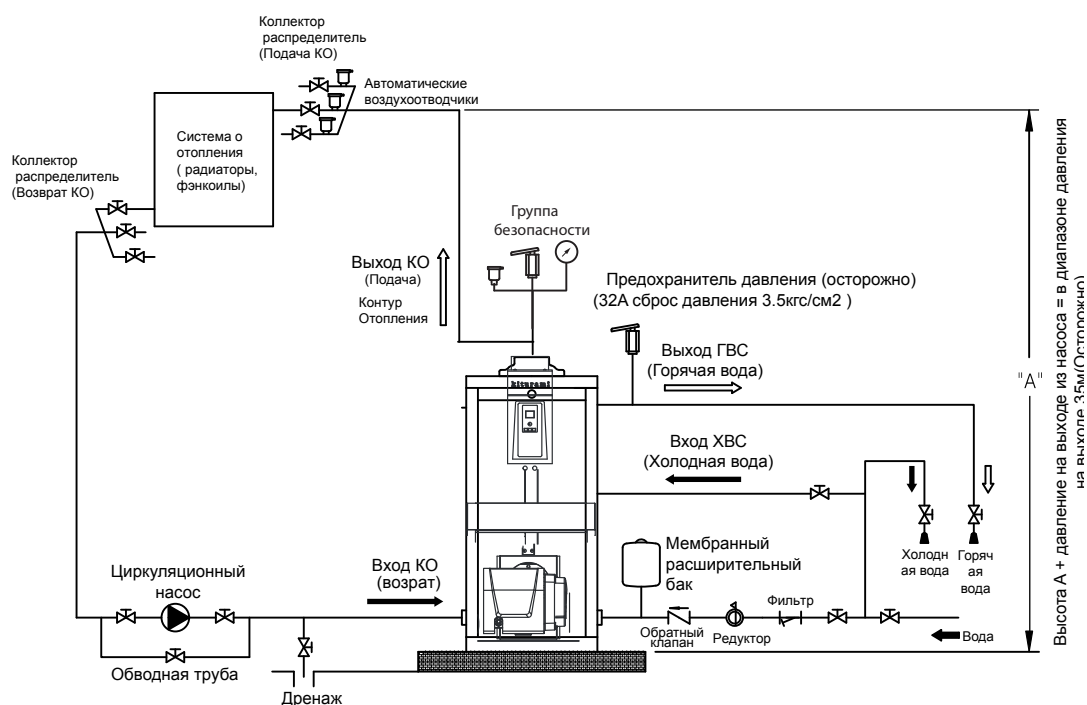 Коллектор
распределитель
(Подача КО)
Автоматические
воздухоотводчики
Система о
отопления
( радиаторы,
фэнкоилы)
Коллектор
распределитель
(Возврат КО)
Группа
безопасности
Выход КО
(Подача)
Контур
Отопления
Предохранитель давления (осторожно)
(32А сброс давления 3.5кгс/см2 )
Выход ГВС
(Горячая вода)
kiturami
Вход ХВС
(Холодная вода)
"А"
Высота А + давление на выходе из насоса = в диапазоне давления
на выходе 35м(Осторожно)
Мембранный
расширительный
бак
Холодн
ая вода
Горяч
ая
вода
Вход КО
(возрат)
Циркуляционный
насос
Фильтр
Обратный
клапан
Редуктор
Вода
Обводная труба
Дренаж